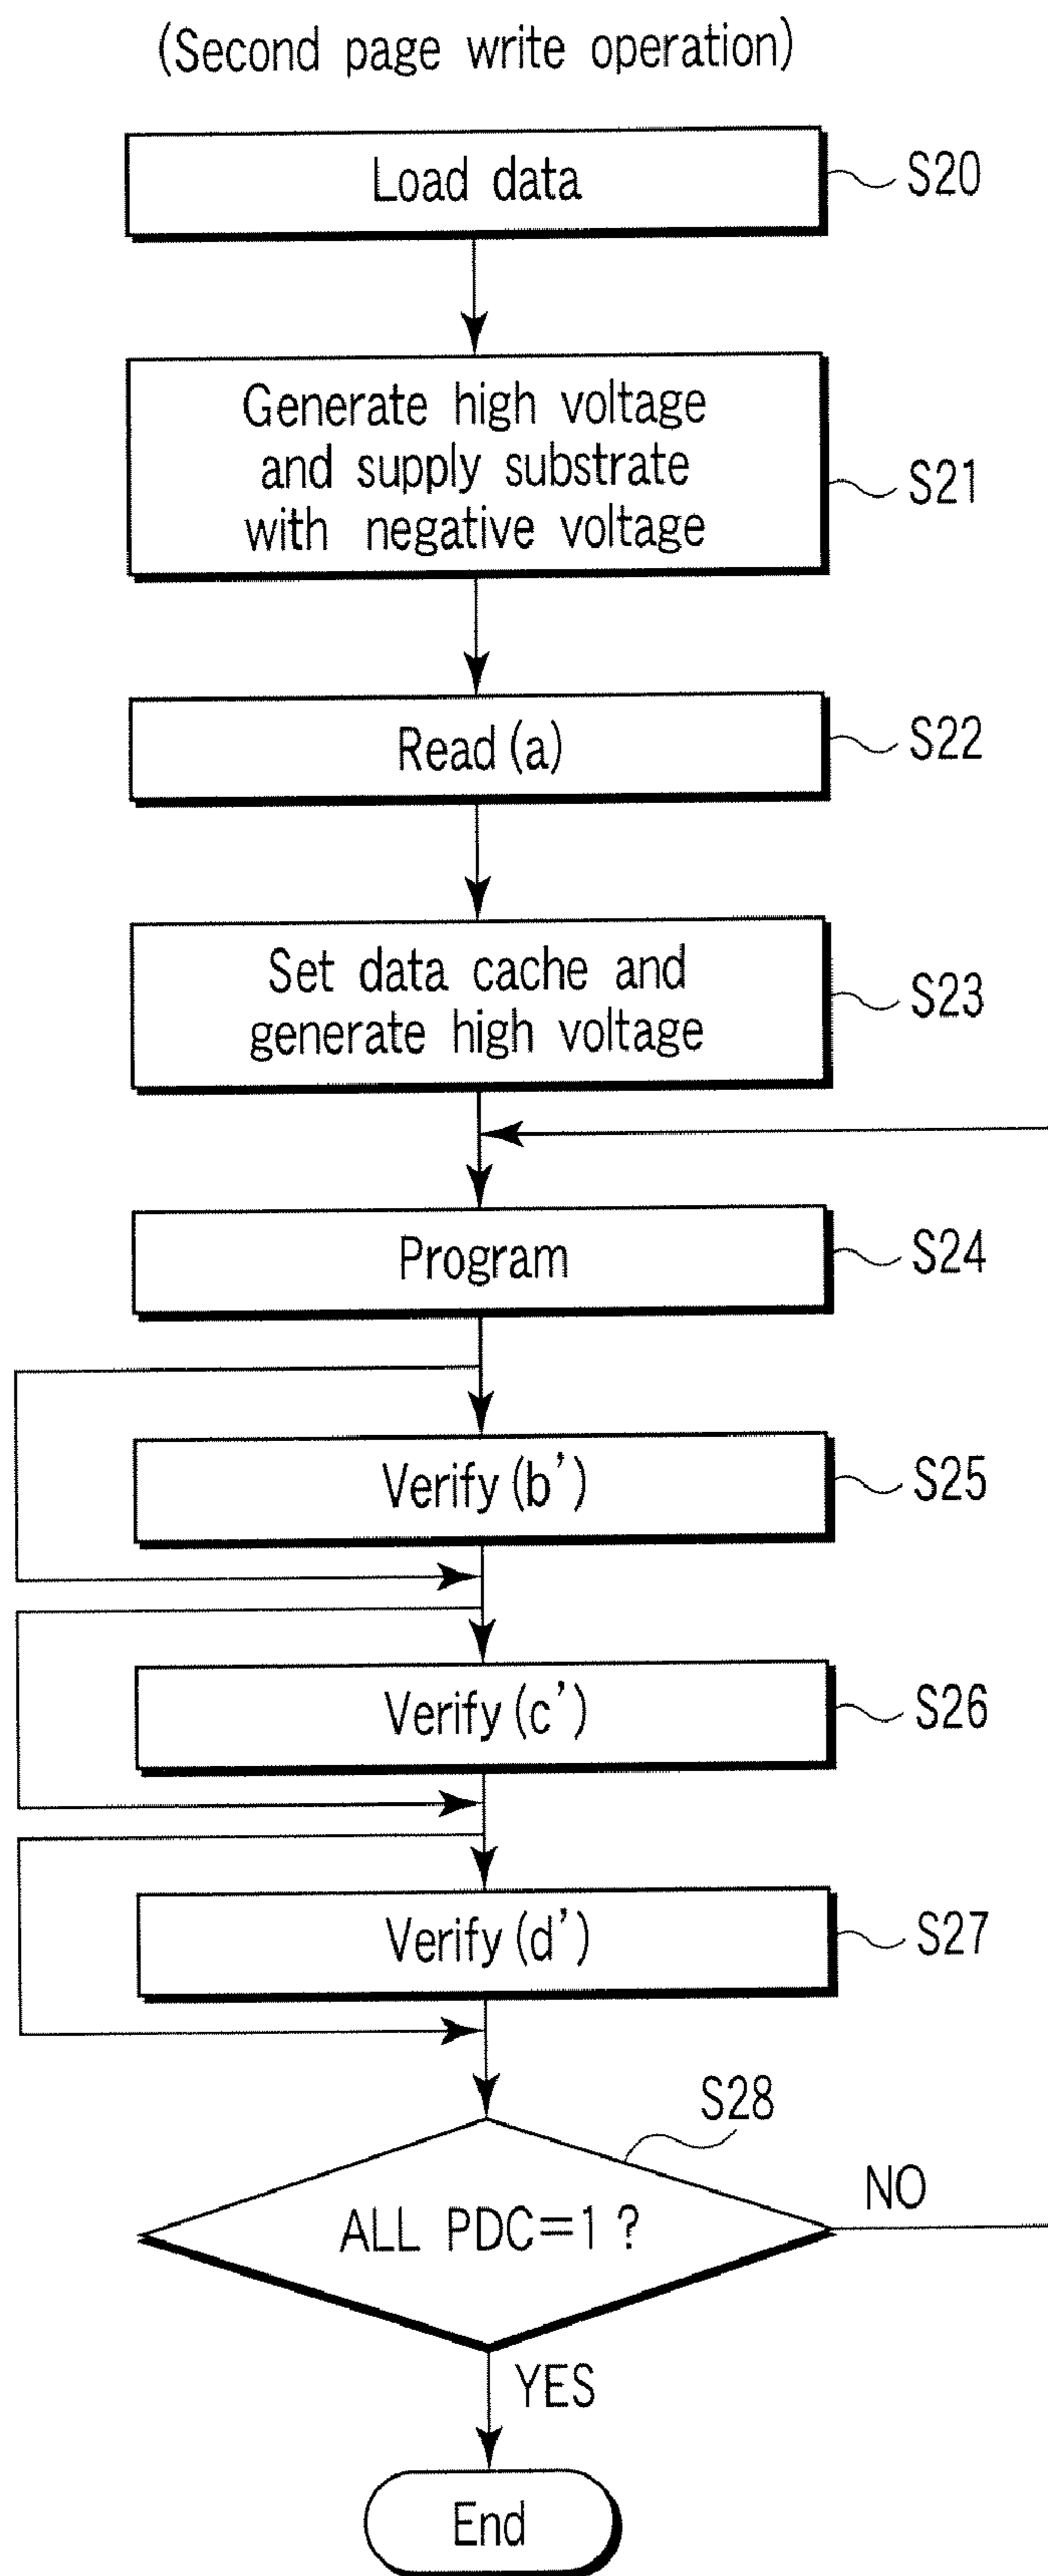 (Second page write operation)
Load data
S20
Generate high voltage
and supply substrate
with negative voltage
S21
Read(a)
S22
Set data cache and
generate high voltage
S23
Program
S24
Verify(b')
S25
Verify(c')
S26
Verify(d')
S27
S28
ALL PDC=1?
NO
YES
End